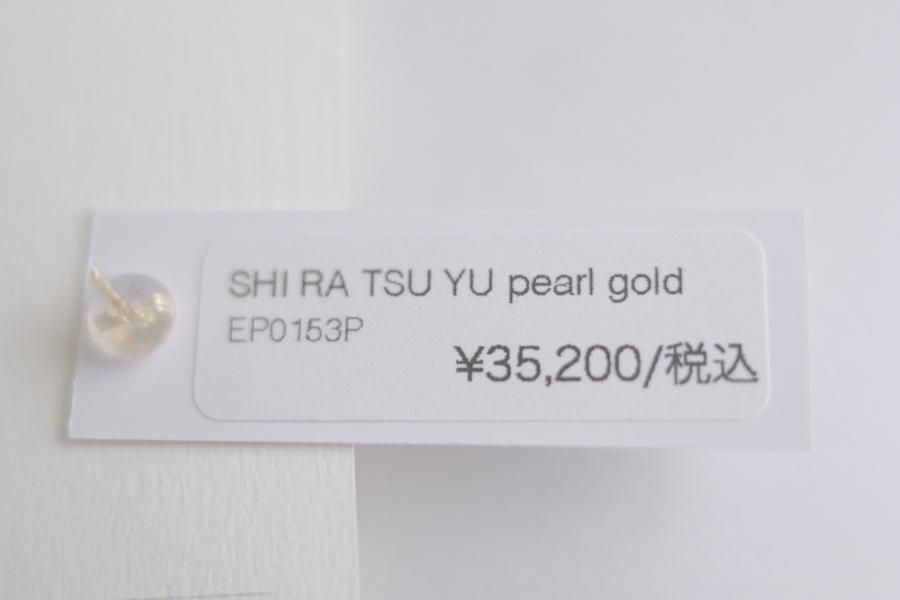 SHI RA TSU YU pearl gold
EP0153P
¥35,200/税込